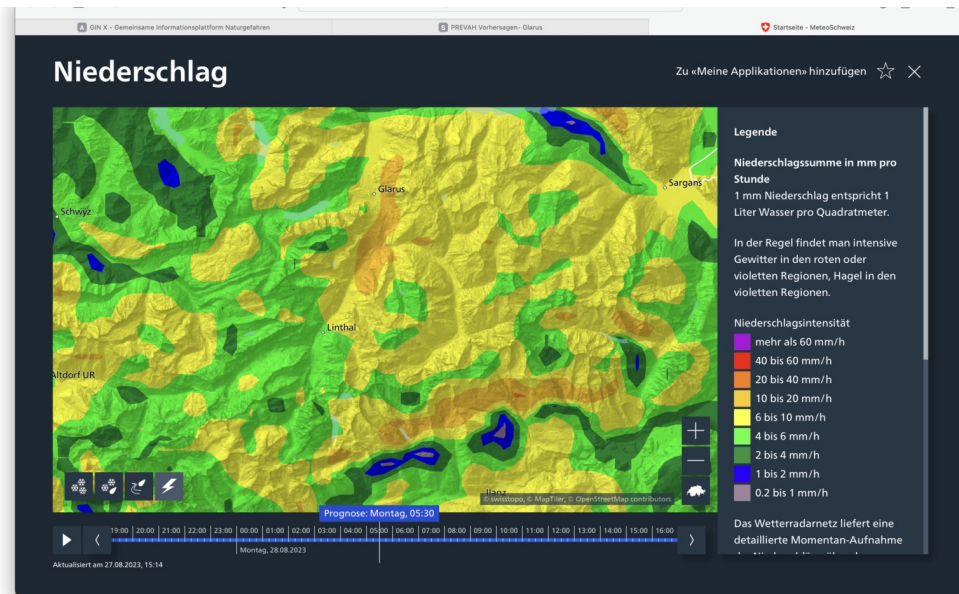 GIN X - Gemeinsame Informationsplattform Naturgefahren
PREVAH Vorhersagen- Glarus
Startseite - MeteoSchweiz
Niederschlag
Zu «Meine Applikationen» hinzufügen
Glarus
Sargans
Schwyz
Linthal
Altdorf UR
Ilanz
© swisstopo, © MapTiler, © OpenStreetMap contributors
Legende
Niederschlagssumme in mm pro
Stunde
1 mm Niederschlag entspricht 1
Liter Wasser pro Quadratmeter.
In der Regel findet man intensive
Gewitter in den roten oder
violetten Regionen, Hagel in den
violetten Regionen.
Niederschlagsintensität
mehr als 60 mm/h
40 bis 60 mm/h
20 bis 40 mm/h
10 bis 20 mm/h
6 bis 10 mm/h
4 bis 6 mm/h
2 bis 4 mm/h
1 bis 2 mm/h
0.2 bis 1 mm/h
Das Wetterradarnetz liefert eine
detaillierte Momentan-Aufnahme
Prognose: Montag, 05:30
19:00 20:00 21:00 22:00 23:00 00:00 01:00 02:00 03:00 04:00 05:00 06:00 07:00 08:00 09:00 10:00 11:00 12:00 13:00 14:00 15:00 16:00
Montag, 28.08.2023
Aktualisiert am 27.08.2023, 15:14